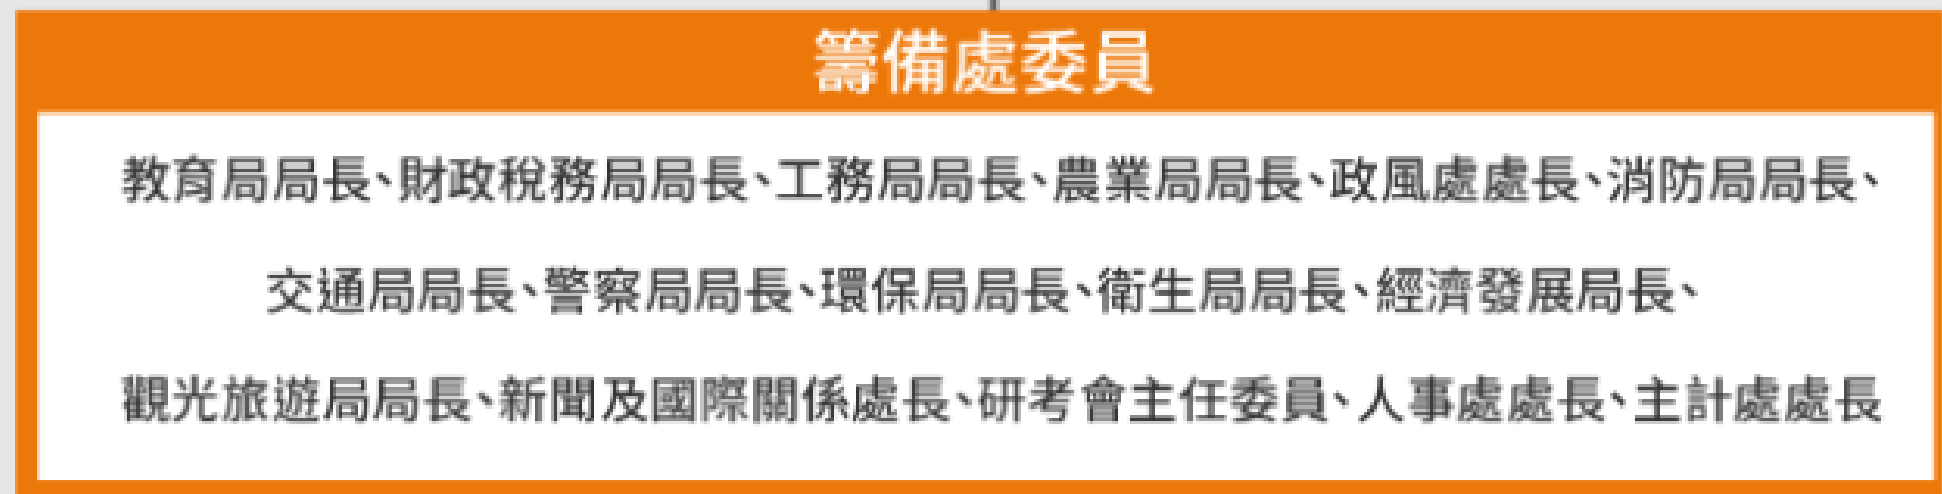 籌備處委員
教育局局長、財政稅務局局長、工務局局長、農業局局長、政風處處長、消防局局長、
交通局局長、警察局局長、環保局局長、衛生局局長、經濟發展局長、
觀光旅遊局局長、新聞及國際關係處長、研考會主任委員、人事處處長、主計處處長